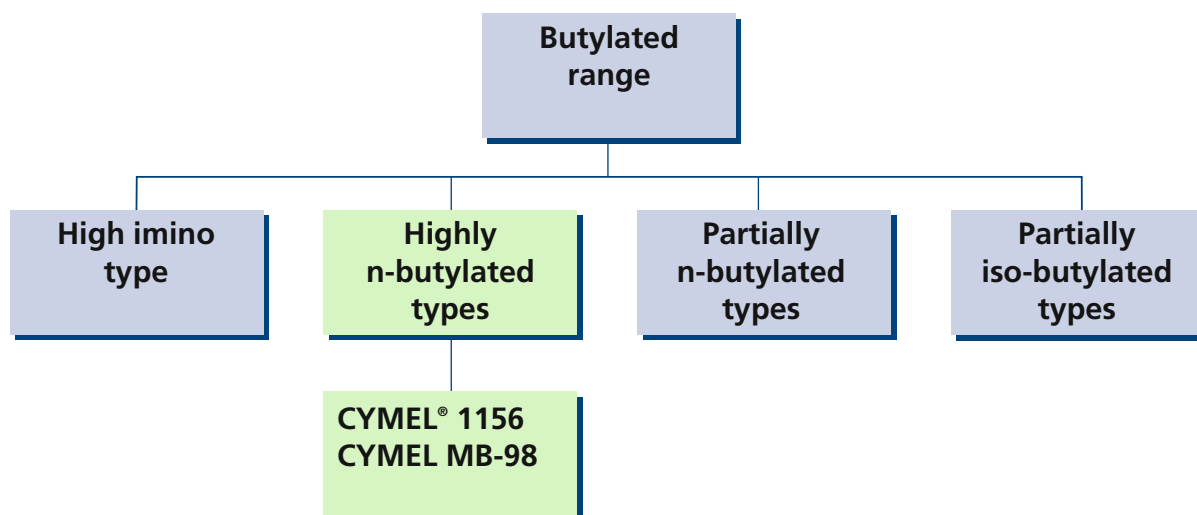 Butylated
range
High imino
type
Highly
n-butylated
types
Partially
n-butylated
types
Partially
iso-butylated
types
CYMEL® 1156
CYMEL MB-98